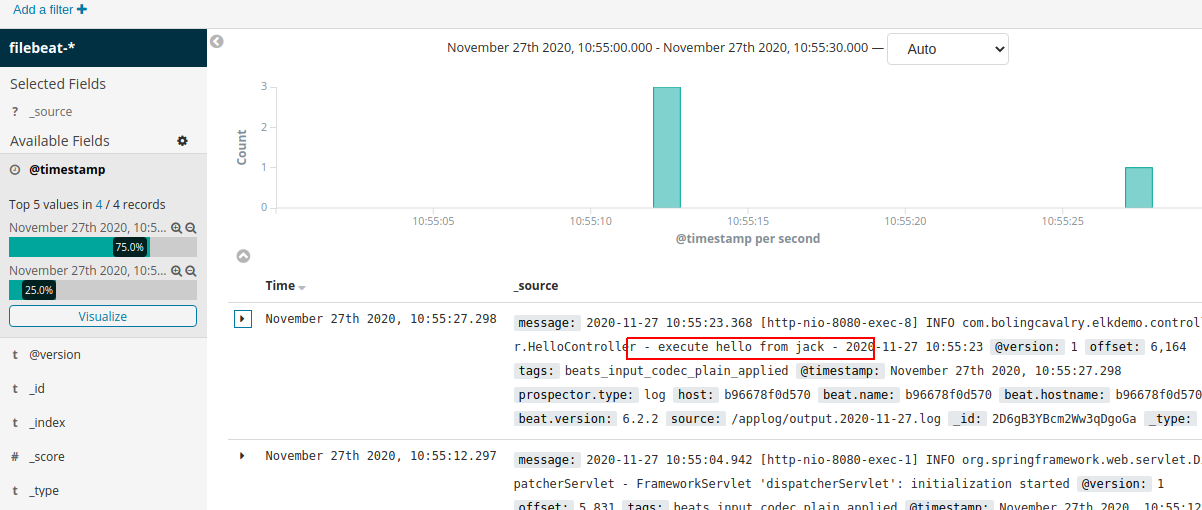 Add a filter
filebeat-*
Selected Fields
? _source
Available Fields
@timestamp
Top 5 values in 4 / 4 records
November 27th 2020, 10:5...
75.0%
November 27th 2020, 10:5...
25.0%
Visualize
t @version
t _id
t _index
# _score
t _type
November 27th 2020, 10:55:00.000 - November 27th 2020, 10:55:30.000 — Auto
Count
3
2
1
0
10:55:05 10:55:10 10:55:15 10:55:20 10:55:25
@timestamp per second
Time _source
November 27th 2020, 10:55:27.298
message: 2020-11-27 10:55:23.368 [http-nio-8080-exec-8] INFO com.bolingcavalry.elkdemo.control
r.HelloController - execute hello from jack - 2020-11-27 10:55:23 @version: 1 offset: 6,164
tags: beats_input_codec_plain_applied @timestamp: November 27th 2020, 10:55:27.298
prospector.type: log host: b96678f0d570 beat.name: b96678f0d570 beat.hostname: b96678f0d570
beat.version: 6.2.2 source: /applog/output.2020-11-27.log _id: 2D6gB3YBcm2Ww3qDgoGa _type:
November 27th 2020, 10:55:12.297
message: 2020-11-27 10:55:04.942 [http-nio-8080-exec-1] INFO org.springframework.web.servlet.Di
patcherServlet - FrameworkServlet 'dispatcherServlet': initialization started @version: 1
offset: 5,831 tags: beats_input_codec_plain_applied @timestamp: November 27th 2020, 10:55:12